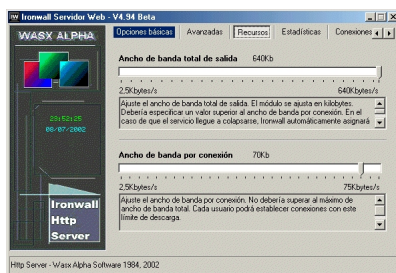 Ironwall Servidor Web - V4.94 Beta
WASX ALPHA
Opciones básicas
Avanzadas
Recursos
Estadísticas
Conexiones
Ancho de banda total de salida 640Kb
2,5Kbytes/s 640Kbytes/s
Ajuste el ancho de banda total de salida. El módulo se ajusta en kilobytes.
Debería especificar un valor superior al ancho de banda por conexión. En el
caso de que el servicio llegue a colapsarse, Ironwall automáticamente asignará
23:52:25
08/07/2002
Ancho de banda por conexión 70Kb
2,5Kbytes/s 75Kbytes/s
Ajuste el ancho de banda por conexión. No debería superar al máximo de
ancho de banda total. Cada usuario podrá establecer conexiones con este
límite de descarga.
Ironwall
Http
Server
Http Server - Wasx Alpha Software 1984, 2002